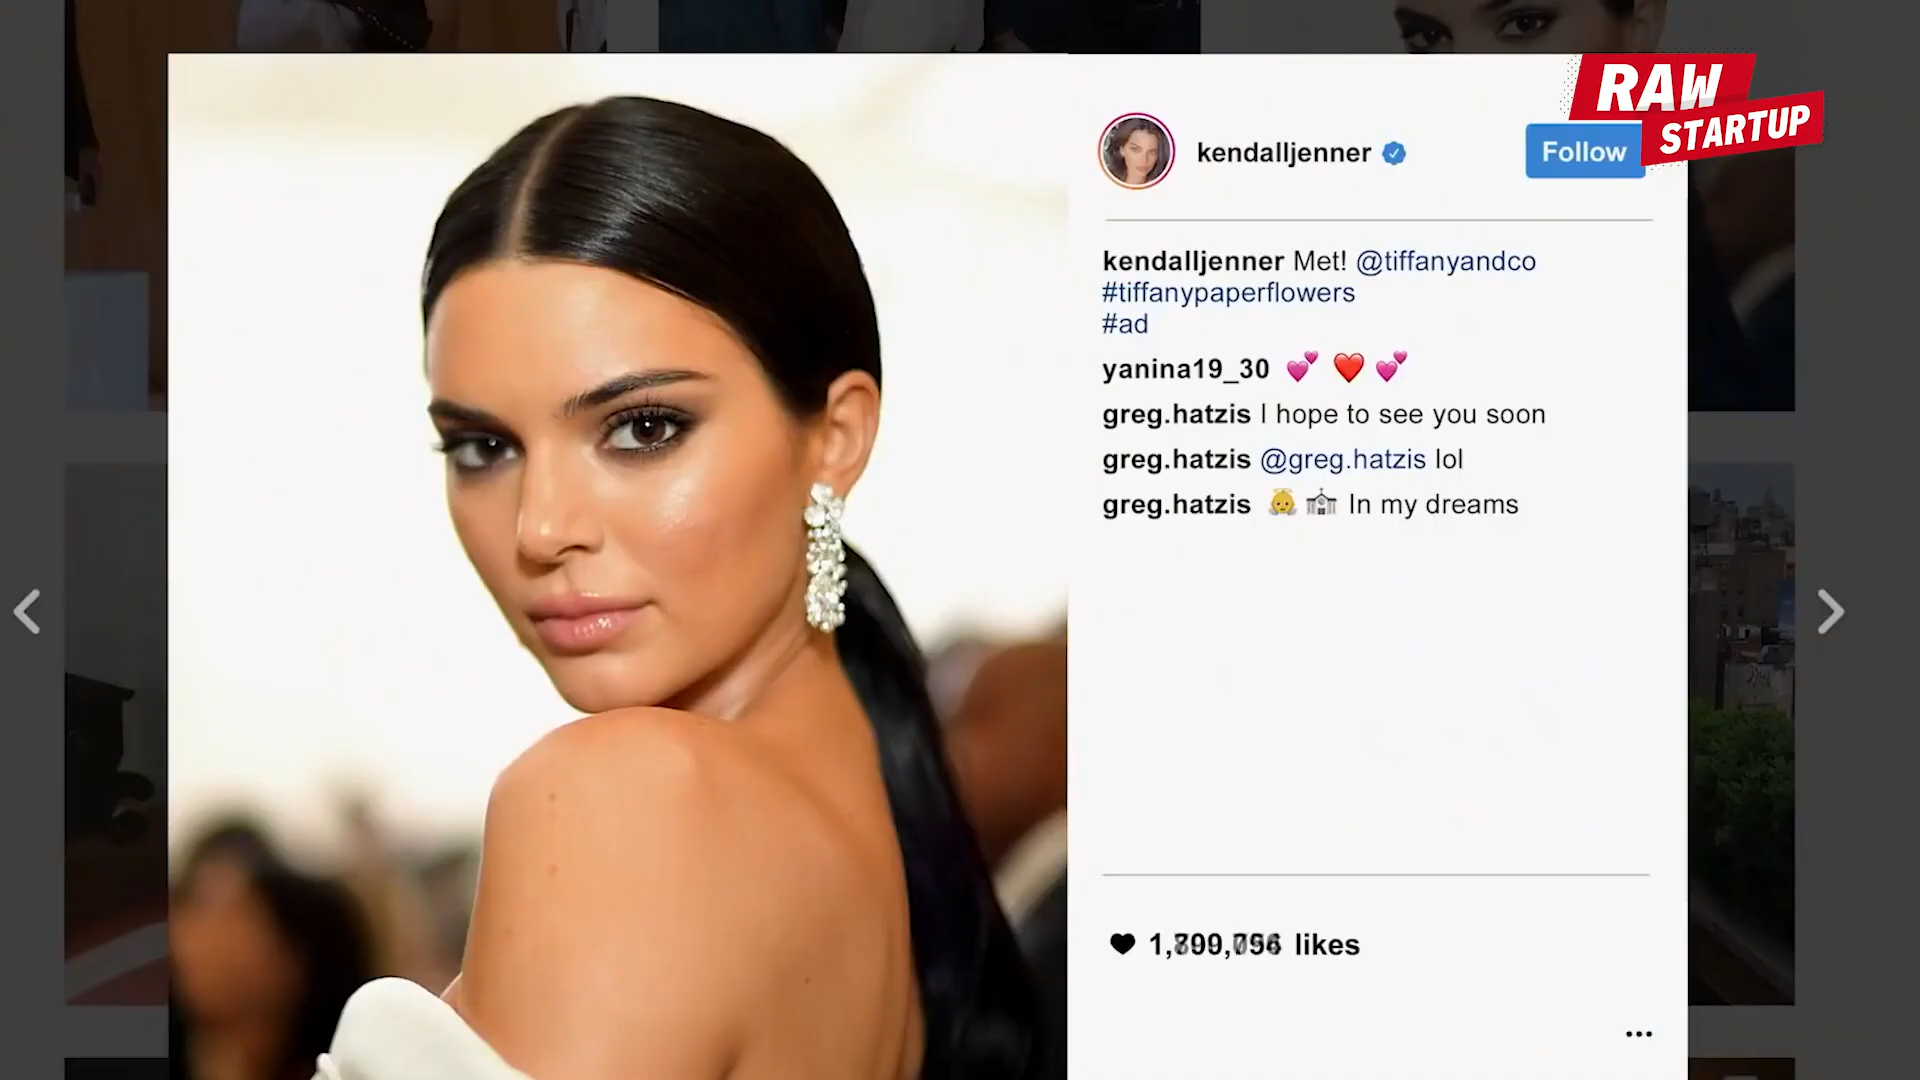 RAW
STARTUP
kendalljenner
Follow
kendalljenner Met! @tiffanyandco
#tiffanypaperflowers
#ad
yanina19_30 💕 ❤️ 💕
greg.hatzis I hope to see you soon
greg.hatzis @greg.hatzis lol
greg.hatzis 👼 💒 In my dreams
likes